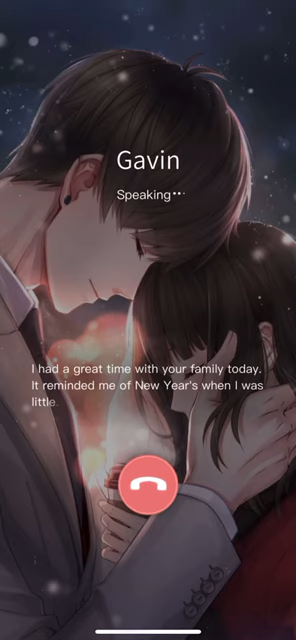 Gavin
Speaking•••
I had a great time with your family today.
It reminded me of New Year's when I was
little.